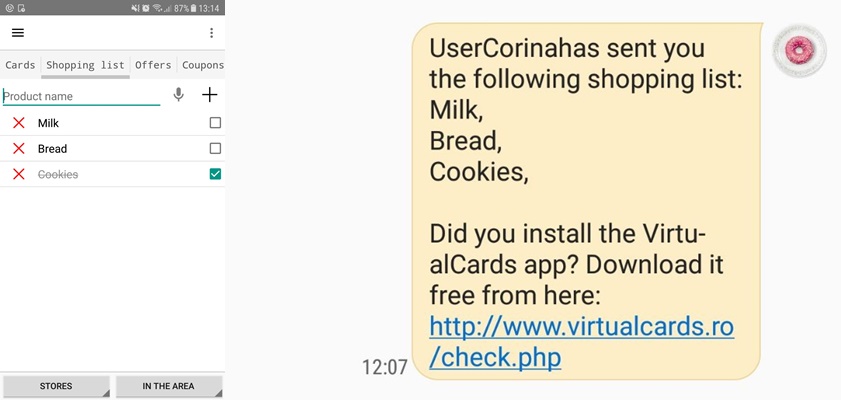 87% 13:14
Cards Shopping list Offers Coupons
Product name
Milk
Bread
Cookies
STORES IN THE AREA
UserCorinahas sent you
the following shopping list:
Milk,
Bread,
Cookies,
Did you install the Virtu-
alCards app? Download it
free from here:
http://www.virtualcards.ro
/check.php
12:07